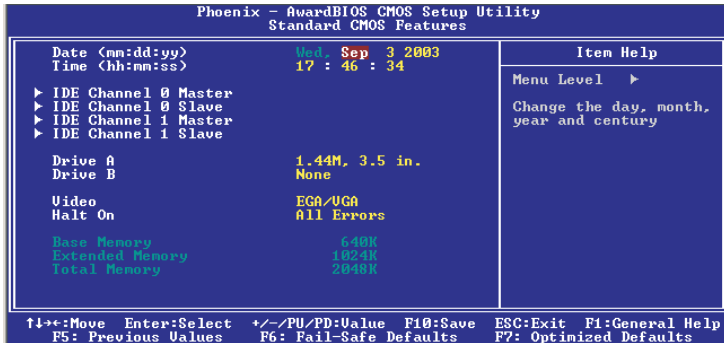 Phoenix - AwardBIOS CMOS Setup Utility
Standard CMOS Features
Date (mm:dd:yy) Wed, Sep 3 2003
Time (hh:mm:ss) 17 : 46 : 34
▶ IDE Channel 0 Master
▶ IDE Channel 0 Slave
▶ IDE Channel 1 Master
▶ IDE Channel 1 Slave
Drive A 1.44M, 3.5 in.
Drive B None
Video EGA/VGA
Halt On All Errors
Base Memory 640K
Extended Memory 1024K
Total Memory 2048K
Item Help
Menu Level ▶
Change the day, month,
year and century
↑↓→←:Move Enter:Select +/-/PU/PD:Value F10:Save ESC:Exit F1:General Help
F5: Previous Values F6: Fail-Safe Defaults F7: Optimized Defaults